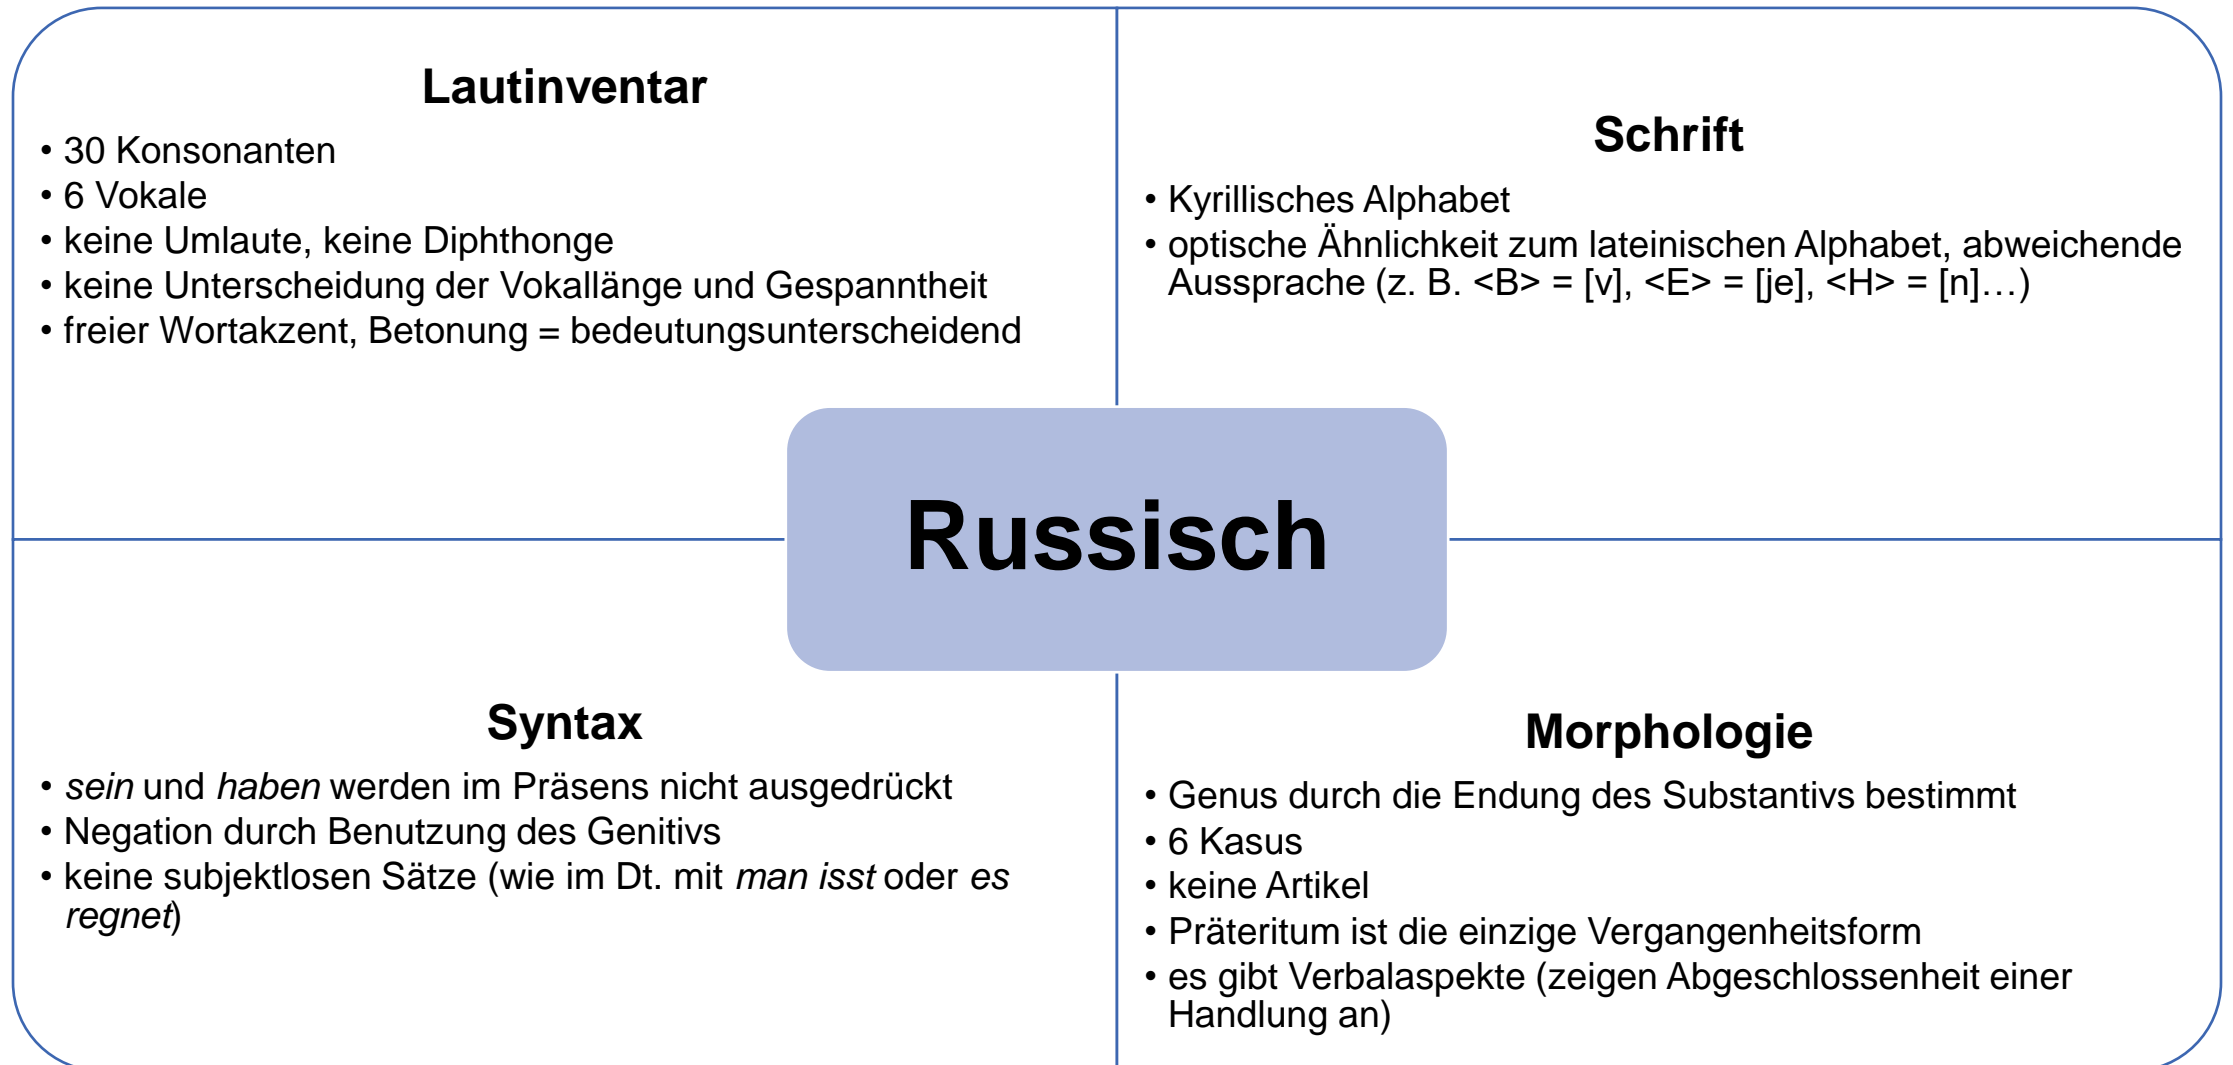 Lautinventar
• 30 Konsonanten
• 6 Vokale
• keine Umlaute, keine Diphthonge
• keine Unterscheidung der Vokallänge und Gespanntheit
• freier Wortakzent, Betonung = bedeutungsunterscheidend
Schrift
• Kyrillisches Alphabet
• optische Ähnlichkeit zum lateinischen Alphabet, abweichende
Aussprache (z. B. <B> = [v], <E> = [je], <H> = [n]…)
Russisch
Syntax
• sein und haben werden im Präsens nicht ausgedrückt
• Negation durch Benutzung des Genitivs
• keine subjektlosen Sätze (wie im Dt. mit man isst oder es
regnet)
Morphologie
• Genus durch die Endung des Substantivs bestimmt
• 6 Kasus
• keine Artikel
• Präteritum ist die einzige Vergangenheitsform
• es gibt Verbalaspekte (zeigen Abgeschlossenheit einer
Handlung an)